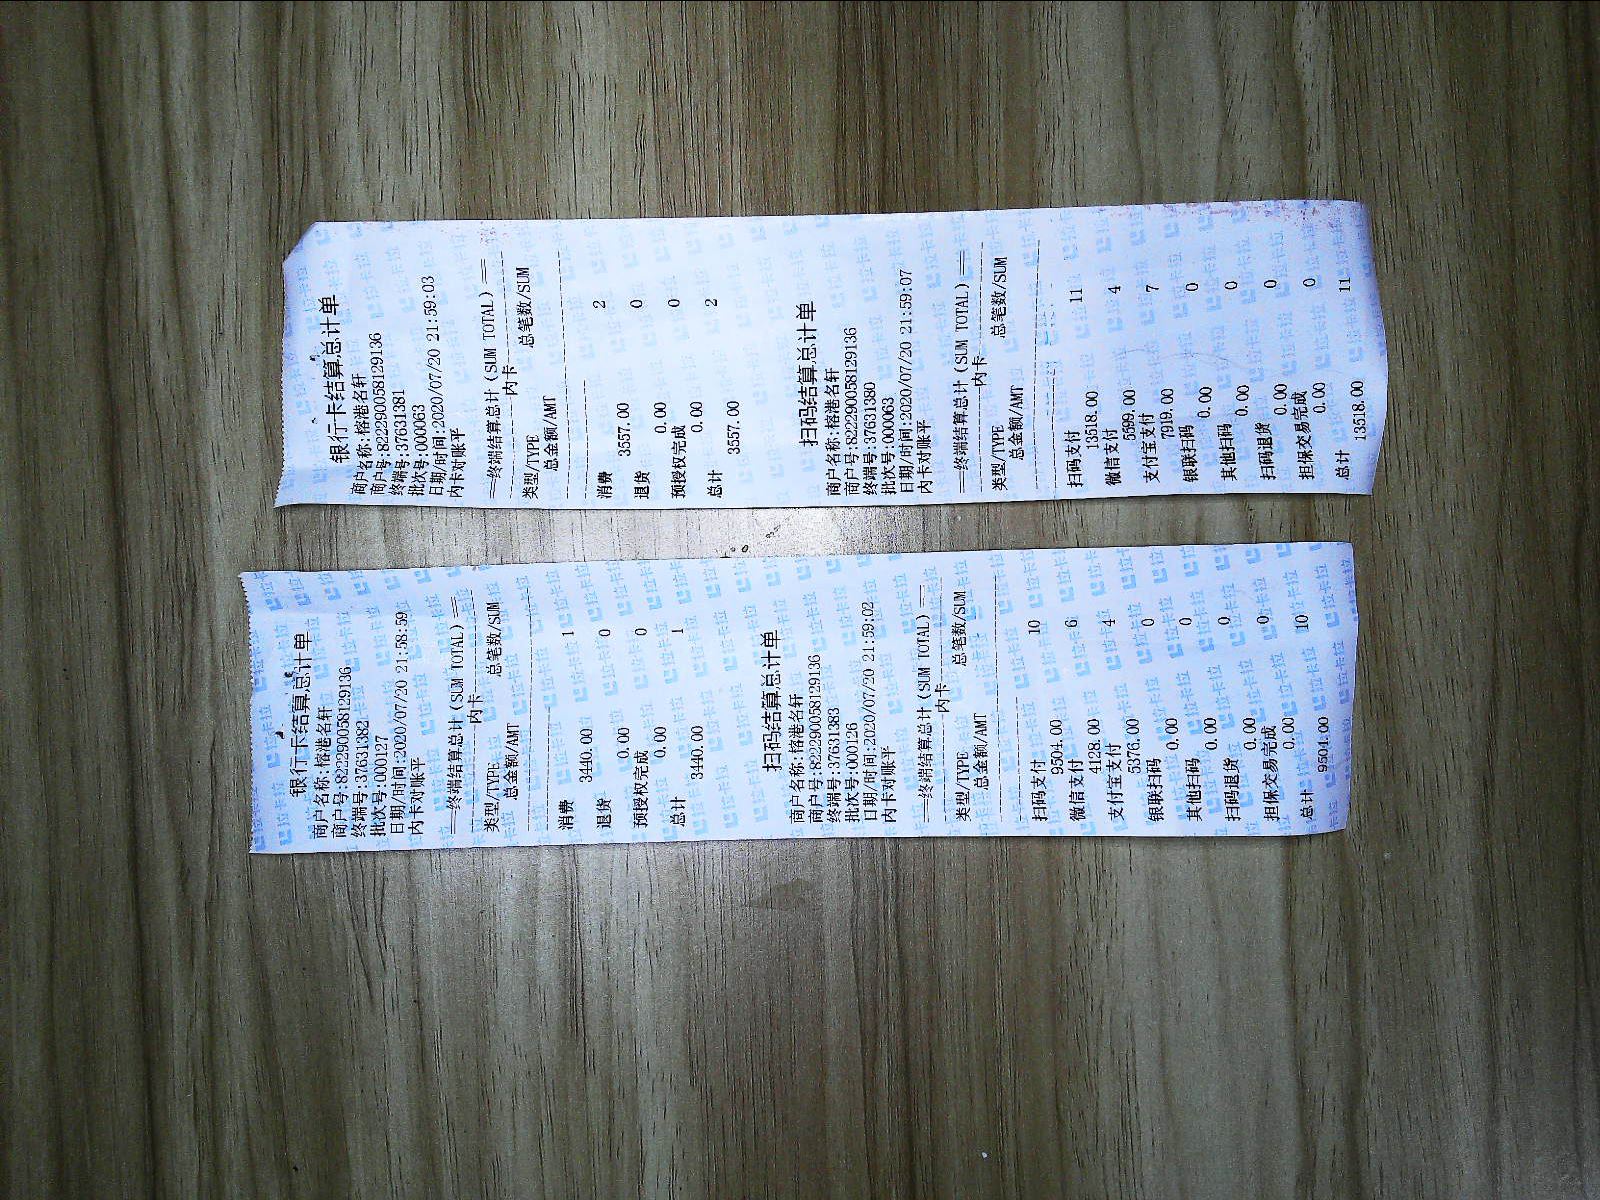 银行卡结算总计单
商户名称:榕港名轩
商户号:822290058129136
终端号:37631381
批次号:000063
日期/时间:2020/07/20 21:59:03
内卡对账平
==终端结算总计(SUM TOTAL)==
内卡
类型/TYPE 总笔数/SUM
总金额/AMT
消费 2
3557.00
退货 0
0.00
预授权完成 0
0.00
总计 2
3557.00
扫码结算总计单
商户名称:榕港名轩
商户号:822290058129136
终端号:37631380
批次号:000063
日期/时间:2020/07/20 21:59:07
内卡对账平
==终端结算总计(SUM TOTAL)==
内卡
类型/TYPE 总笔数/SUM
总金额/AMT
扫码支付 11
13518.00
微信支付 4
5599.00
支付宝支付 7
7919.00
银联扫码 0
0.00
其他扫码 0
0.00
扫码退货 0
0.00
担保交易完成 0
0.00
总计 11
13518.00
银行卡结算总计单
商户名称:榕港名轩
商户号:822290058129136
终端号:37631382
批次号:000127
日期/时间:2020/07/20 21:58:59
内卡对账平
==终端结算总计(SUM TOTAL)==
内卡
类型/TYPE 总笔数/SUM
总金额/AMT
消费 1
3440.00
退货 0
0.00
预授权完成 0
0.00
总计 1
3440.00
扫码结算总计单
商户名称:榕港名轩
商户号:822290058129136
终端号:37631383
批次号:000126
日期/时间:2020/07/20 21:59:02
内卡对账平
==终端结算总计(SUM TOTAL)==
内卡
类型/TYPE 总笔数/SUM
总金额/AMT
扫码支付 10
9504.00
微信支付 6
4128.00
支付宝支付 4
5376.00
银联扫码 0
0.00
其他扫码 0
0.00
扫码退货 0
0.00
担保交易完成 0
0.00
总计 10
9504.00